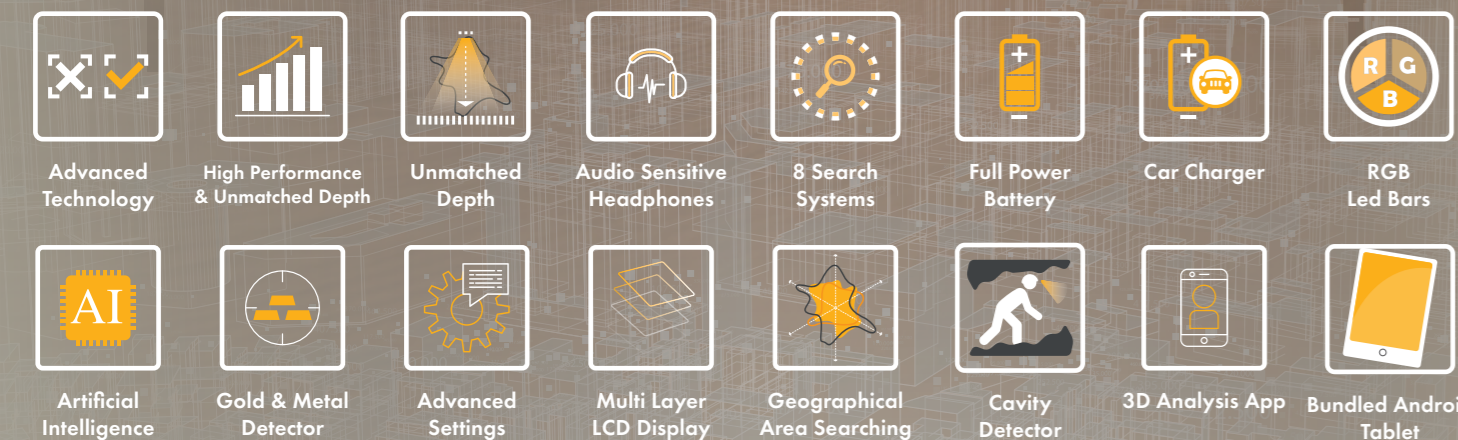 R G
B
Advanced
Technology
High Performance
& Unmatched Depth
Unmatched
Depth
Audio Sensitive
Headphones
8 Search
Systems
Full Power
Battery
Car Charger
RGB
Led Bars
AI
Artificial
Intelligence
Gold & Metal
Detector
Advanced
Settings
Multi Layer
LCD Display
Geographical
Area Searching
Cavity
Detector
3D Analysis App
Bundled Androi
Tablet